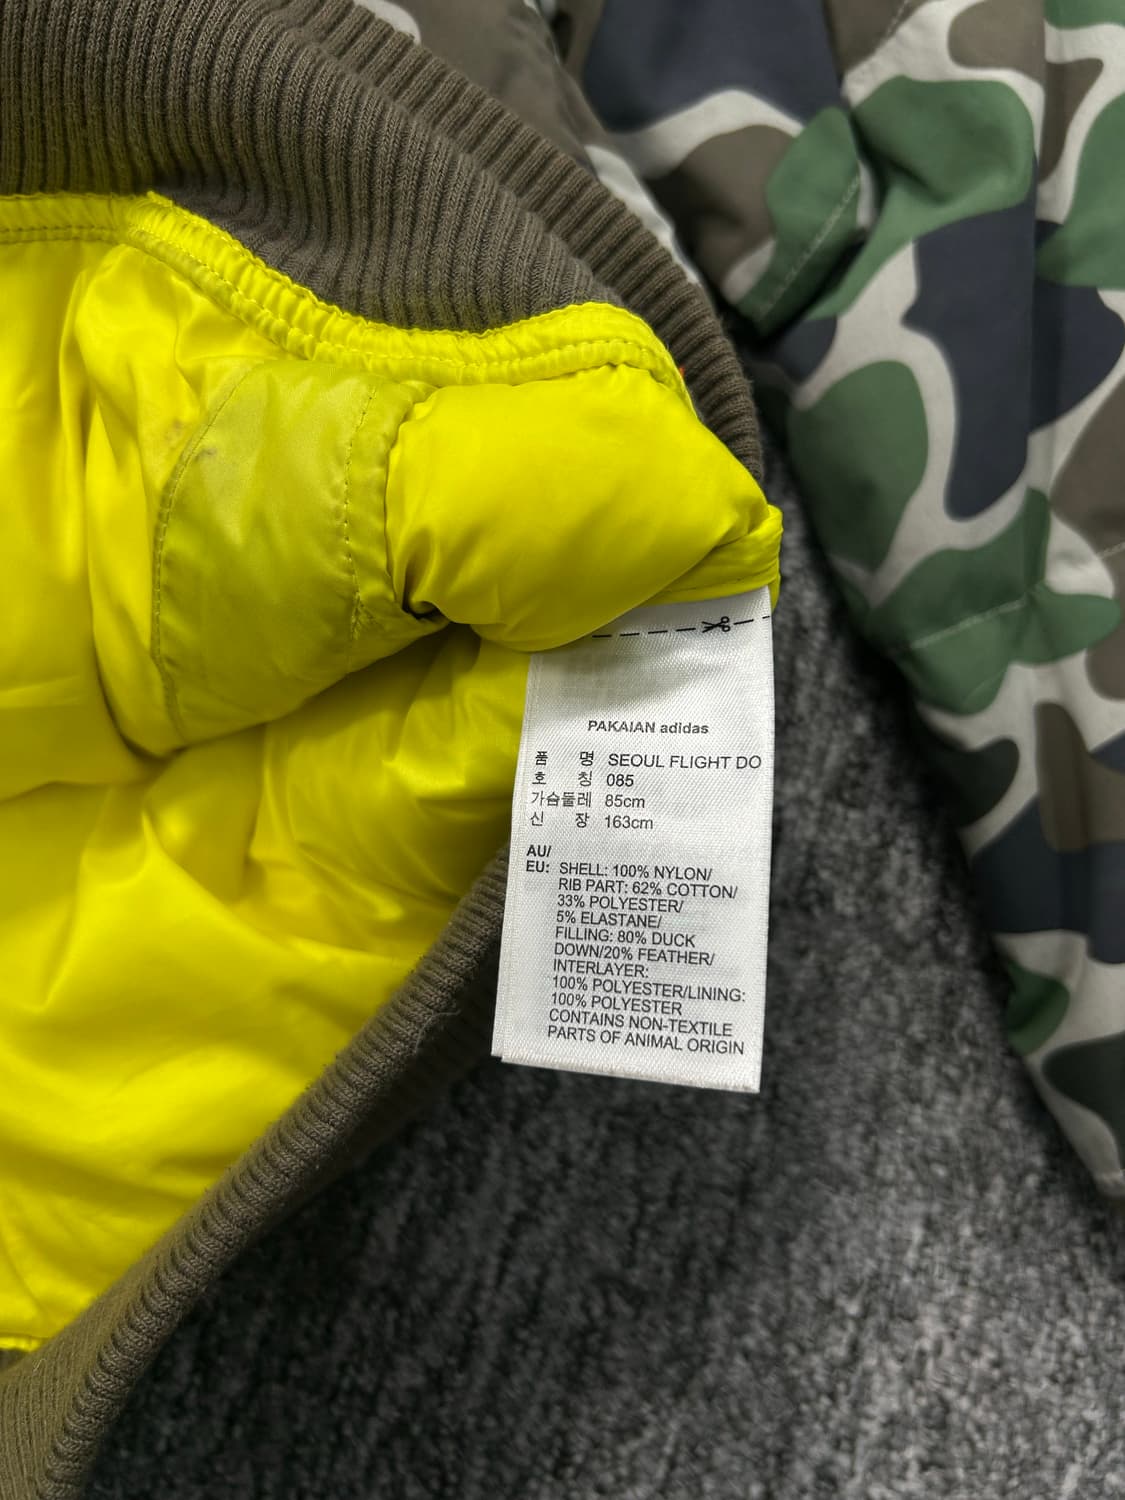 PAKAIAN adidas
품 명 SEOUL FLIGHT DO
호 칭 085
가슴둘레 85cm
신 장 163cm
AU/
EU: SHELL: 100% NYLON/
RIB PART: 62% COTTON/
33% POLYESTER/
5% ELASTANE/
FILLING: 80% DUCK
DOWN/20% FEATHER/
INTERLAYER:
100% POLYESTER/LINING:
100% POLYESTER
CONTAINS NON-TEXTILE
PARTS OF ANIMAL ORIGIN